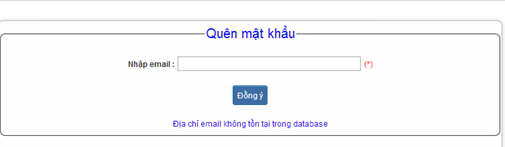 Quên mật khẩu
Nhập email : (*)
Đồng ý
Địa chỉ email không tồn tại trong database